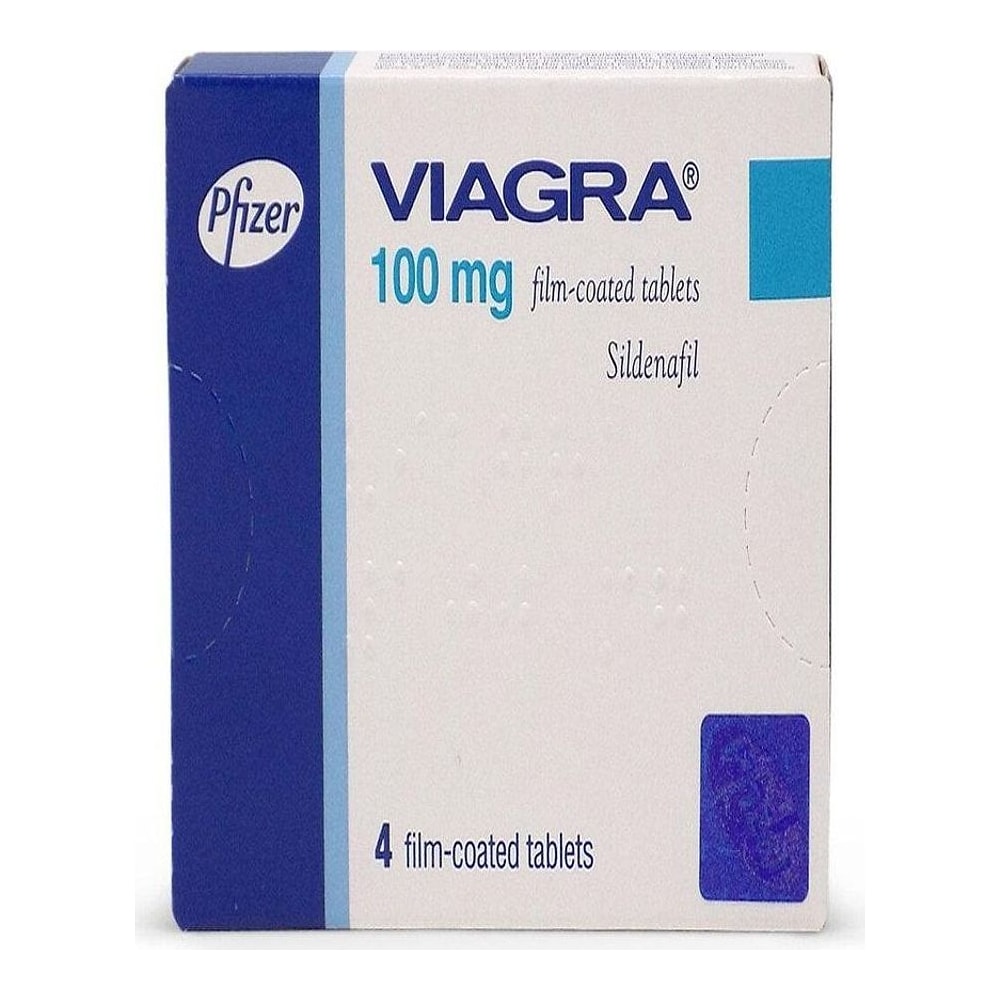 Pfizer
VIAGRA®
100 mg film-coated tablets
Sildenafil
4 film-coated tablets